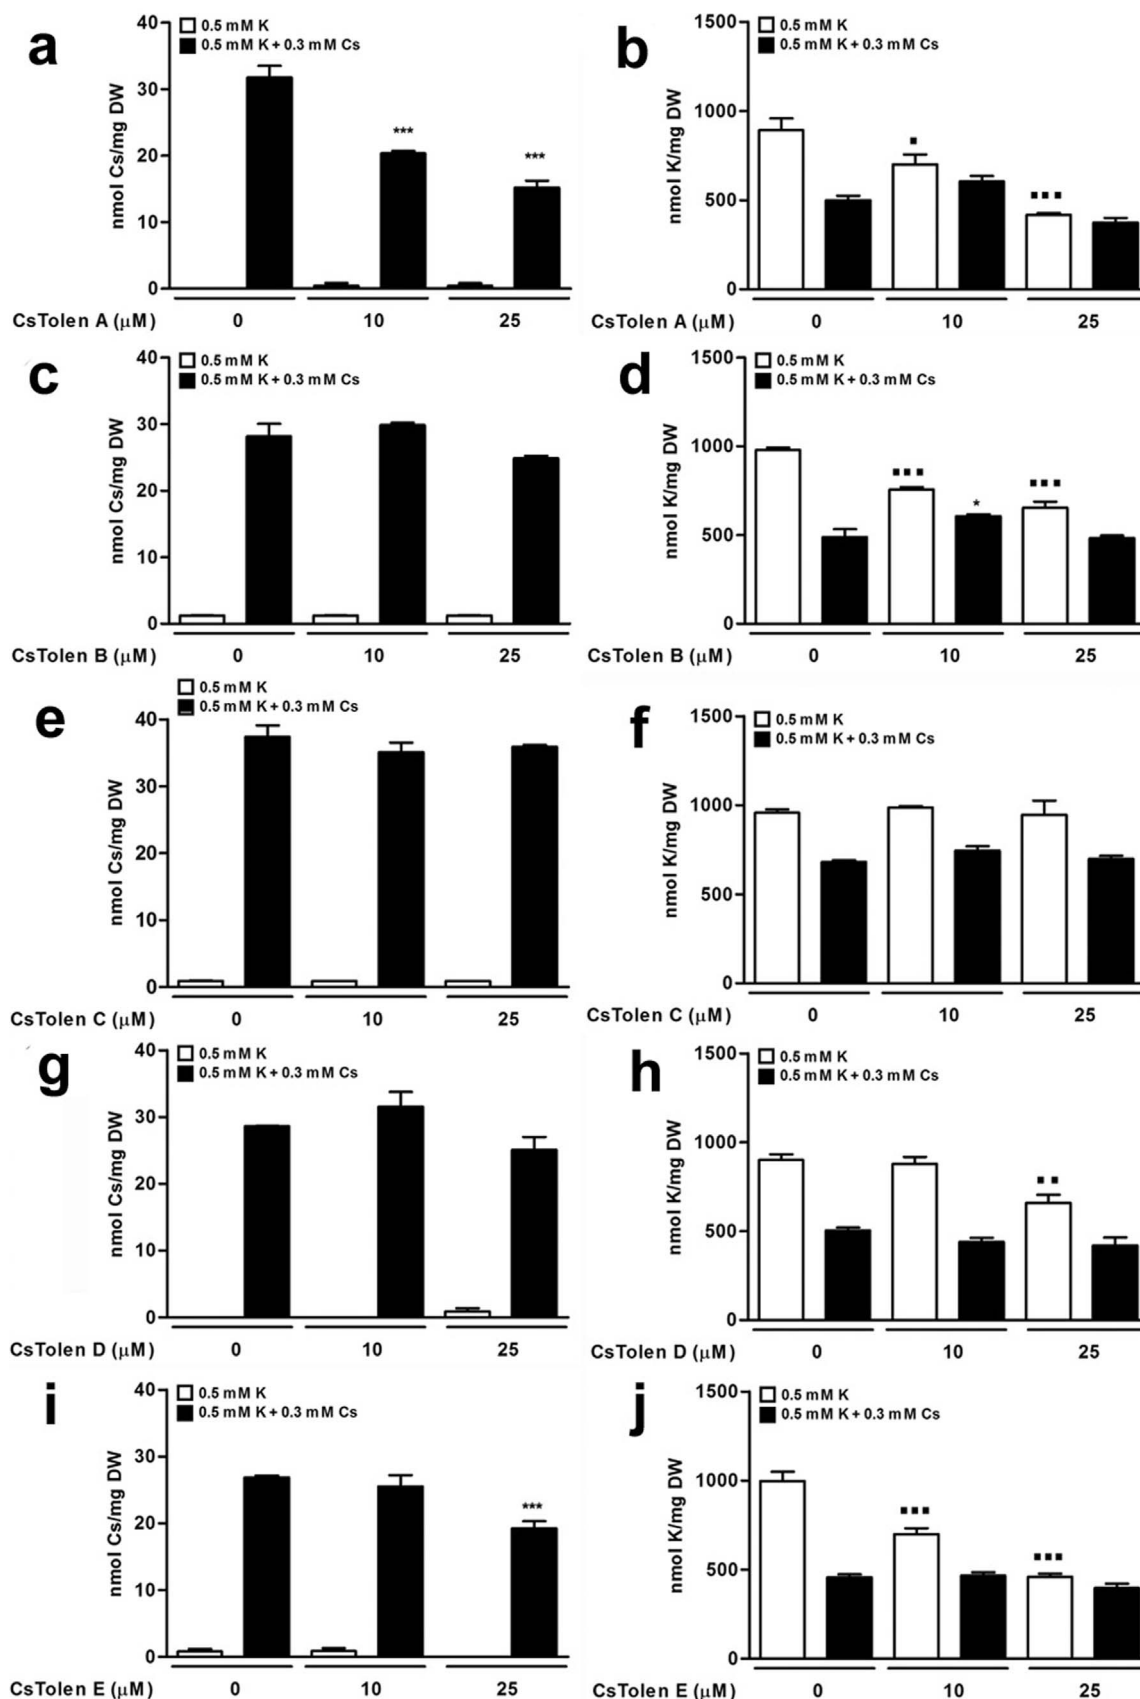 a
0.5 mM K
0.5 mM K + 0.3 mM Cs
nmol Cs/mg DW
40
30
20
10
0
***
***
CsTolen A (μM)
0
10
25
b
0.5 mM K
0.5 mM K + 0.3 mM Cs
nmol K/mg DW
1500
1000
500
0
CsTolen A (μM)
0
10
25
c
0.5 mM K
0.5 mM K + 0.3 mM Cs
nmol Cs/mg DW
40
30
20
10
0
CsTolen B (μM)
0
10
25
d
0.5 mM K
0.5 mM K + 0.3 mM Cs
nmol K/mg DW
1500
1000
500
0
*
CsTolen B (μM)
0
10
25
e
0.5 mM K
0.5 mM K + 0.3 mM Cs
nmol Cs/mg DW
40
30
20
10
0
CsTolen C (μM)
0
10
25
f
0.5 mM K
0.5 mM K + 0.3 mM Cs
nmol K/mg DW
1500
1000
500
0
CsTolen C (μM)
0
10
25
g
0.5 mM K
0.5 mM K + 0.3 mM Cs
nmol Cs/mg DW
40
30
20
10
0
CsTolen D (μM)
0
10
25
h
0.5 mM K
0.5 mM K + 0.3 mM Cs
nmol K/mg DW
1500
1000
500
0
CsTolen D (μM)
0
10
25
i
0.5 mM K
0.5 mM K + 0.3 mM Cs
nmol Cs/mg DW
40
30
20
10
0
***
CsTolen E (μM)
0
10
25
j
0.5 mM K
0.5 mM K + 0.3 mM Cs
nmol K/mg DW
1500
1000
500
0
CsTolen E (μM)
0
10
25